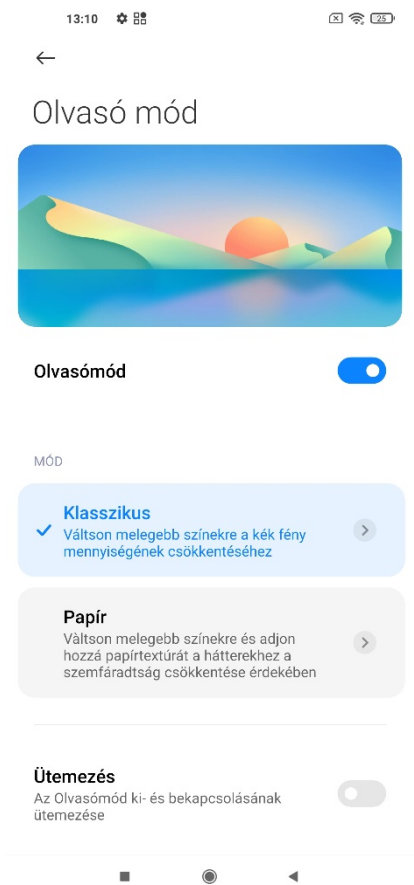 13:10
25
Olvasó mód
Olvasómód
MÓD
Klasszikus
Váltson melegebb színekre a kék fény
mennyiségének csökkentéséhez
Papír
Vàltson melegebb színekre és adjon
hozzá papírtextúrát a hátterekhez a
szemfáradtság csökkentése érdekében
Ütemezés
Az Olvasómód ki- és bekapcsolásának
ütemezése